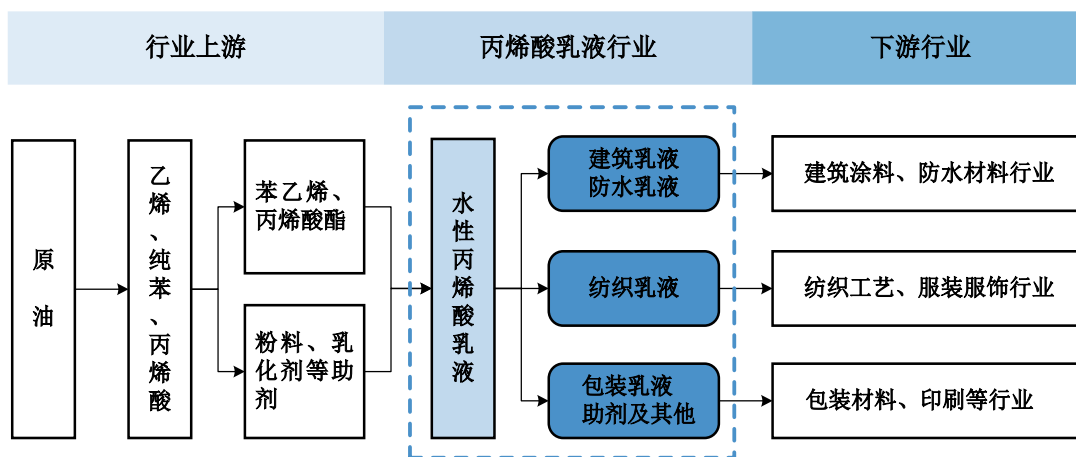 行业上游
丙烯酸乳液行业
下游行业
原油
乙烯、纯苯、丙烯酸
苯乙烯、
丙烯酸酯
粉料、乳
化剂等助
剂
水性丙烯酸乳液
建筑乳液
防水乳液
纺织乳液
包装乳液
助剂及其他
建筑涂料、防水材料行业
纺织工艺、服装服饰行业
包装材料、印刷等行业